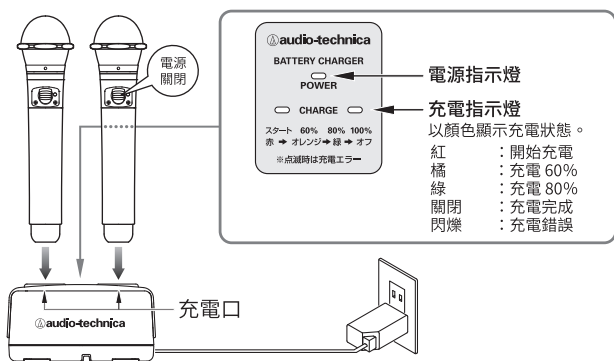 電源
關閉
audio-technica
BATTERY CHARGER
POWER
CHARGE
スタート 60% 80% 100%
赤 ➔ オレンジ ➔ 緑 ➔ オフ
※点滅時は充電エラー
電源指示燈
充電指示燈
以顏色顯示充電狀態。
紅 ：開始充電
橘 ：充電 60%
綠 ：充電 80%
關閉 ：充電完成
閃爍 ：充電錯誤
充電口
audio-technica